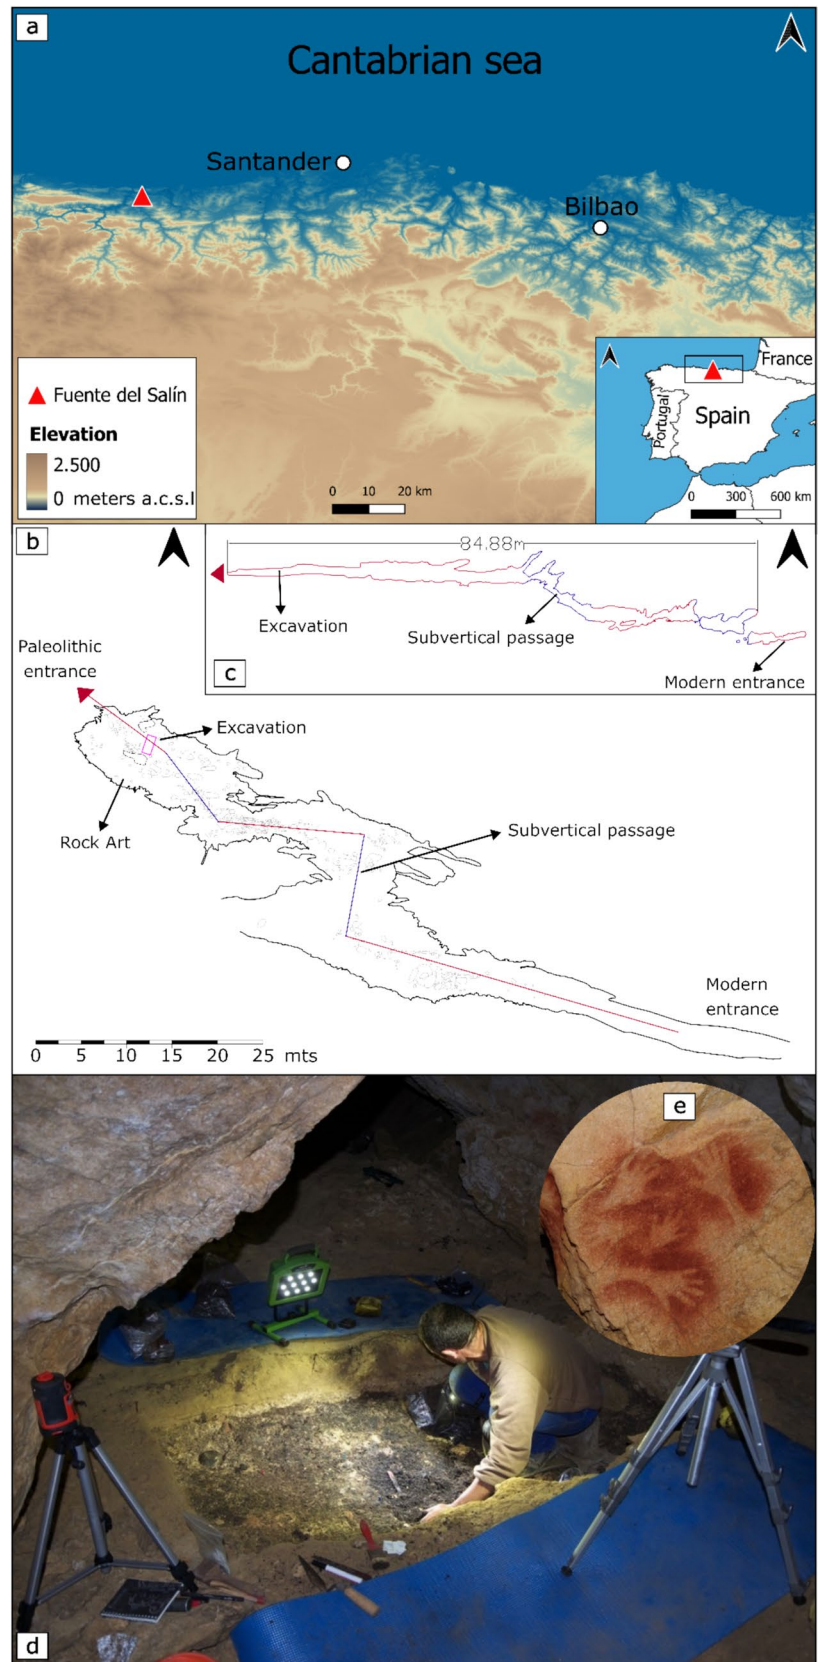 a
Cantabrian sea
Santander
Bilbao
Fuente del Salín
Elevation
2.500
0 meters a.c.s.l
0 10 20 km
France
Portugal
Spain
0 300 600 km
b
84.88m
Excavation
Subvertical passage
c
Modern entrance
Paleolithic
entrance
Excavation
Rock Art
Subvertical passage
Modern
entrance
0 5 10 15 20 25 mts
e
d